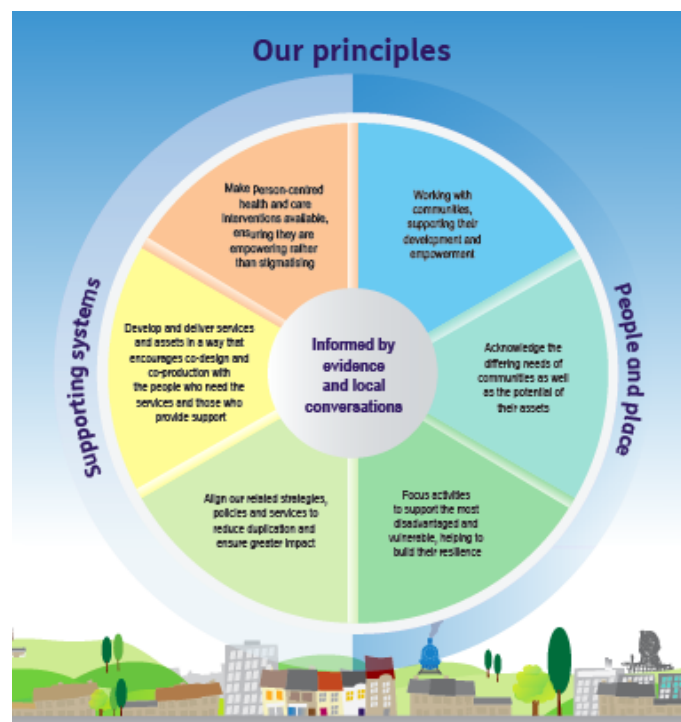 Our principles
Make Person-centred
health and care
interventions available,
ensuring they are
empowering rather
than stigmatising
Working with
communities,
supporting their
development and
empowerment
Supporting systems
Develop and deliver services
and assets in a way that
encourages co-design and
co-production with
the people who need the
services and those who
provide support
Informed by
evidence
and local
conversations
Acknowledge the
differing needs of
communities as well
as the potential of
their assets
People and place
Align our related strategies,
policies and services to
reduce duplication and
ensure greater impact
Focus activities
to support the most
disadvantaged and
vulnerable, helping to
build their resilience